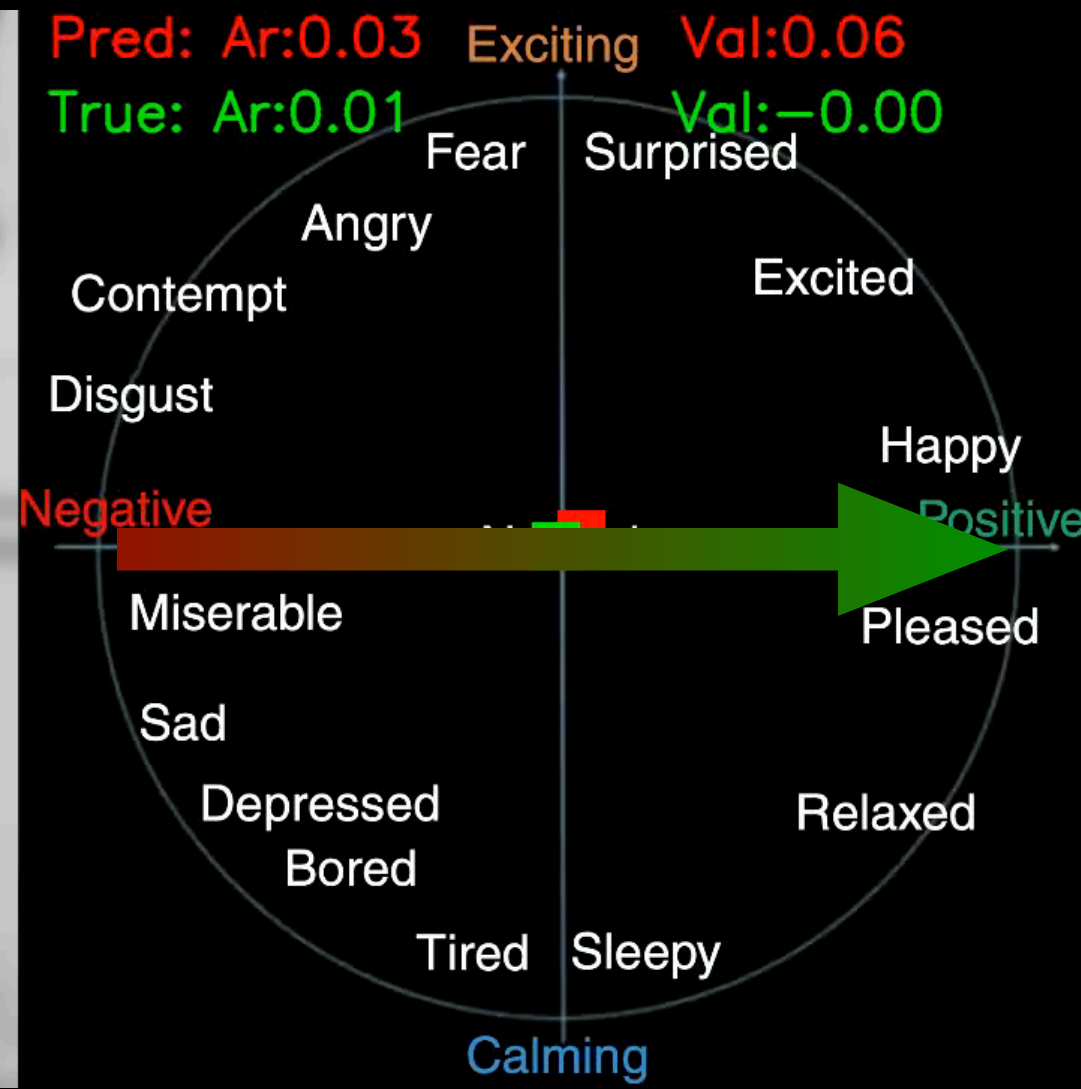 Pred: Ar:0.03 Exciting Val:0.06
True: Ar:0.01 Val:−0.00
Fear Surprised
Angry
Excited
Contempt
Disgust
Happy
Negative Positive
Miserable
Pleased
Sad
Depressed
Relaxed
Bored
Tired Sleepy
Calming